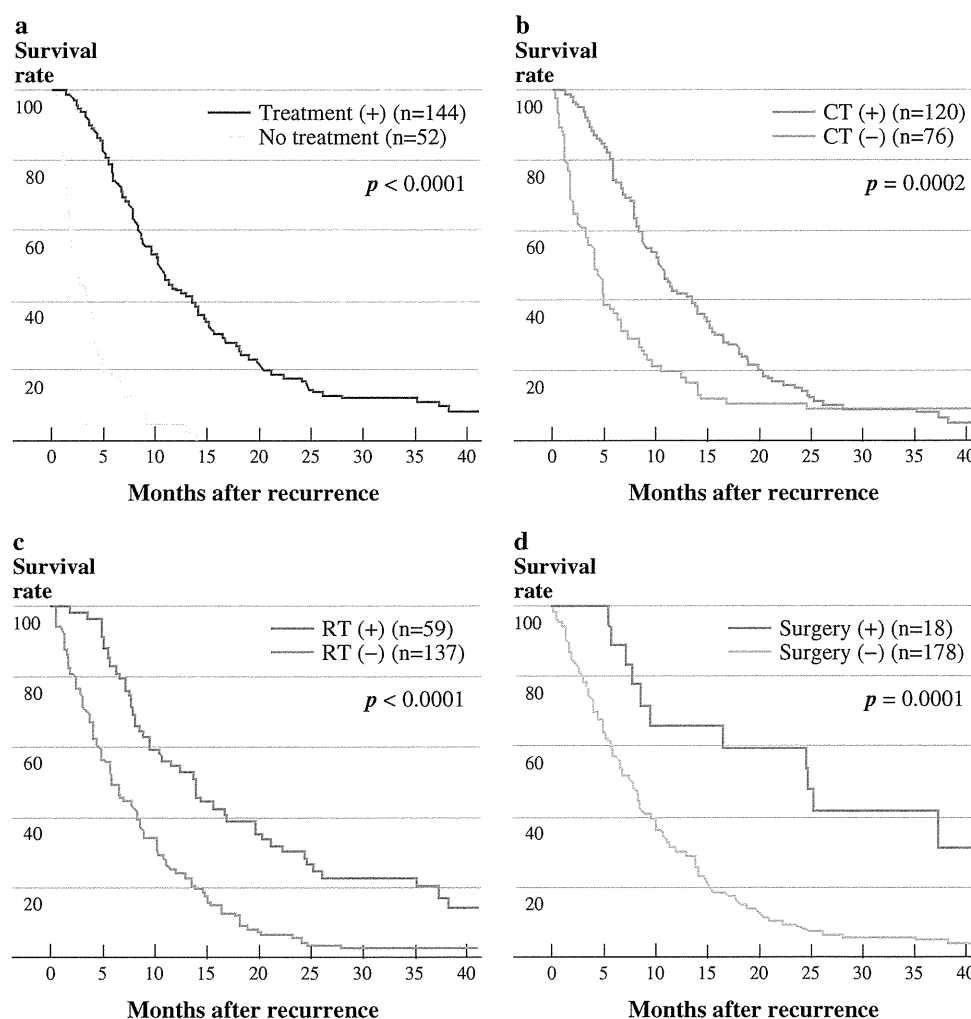 a
Survival
rate
100
80
60
40
20
Treatment (+) (n=144)
No treatment (n=52)
p < 0.0001
0 5 10 15 20 25 30 35 40
Months after recurrence
b
Survival
rate
100
80
60
40
20
CT (+) (n=120)
CT (−) (n=76)
p = 0.0002
0 5 10 15 20 25 30 35 40
Months after recurrence
c
Survival
rate
100
80
60
40
20
RT (+) (n=59)
RT (−) (n=137)
p < 0.0001
0 5 10 15 20 25 30 35 40
Months after recurrence
d
Survival
rate
100
80
60
40
20
Surgery (+) (n=18)
Surgery (−) (n=178)
p = 0.0001
0 5 10 15 20 25 30 35 40
Months after recurrence